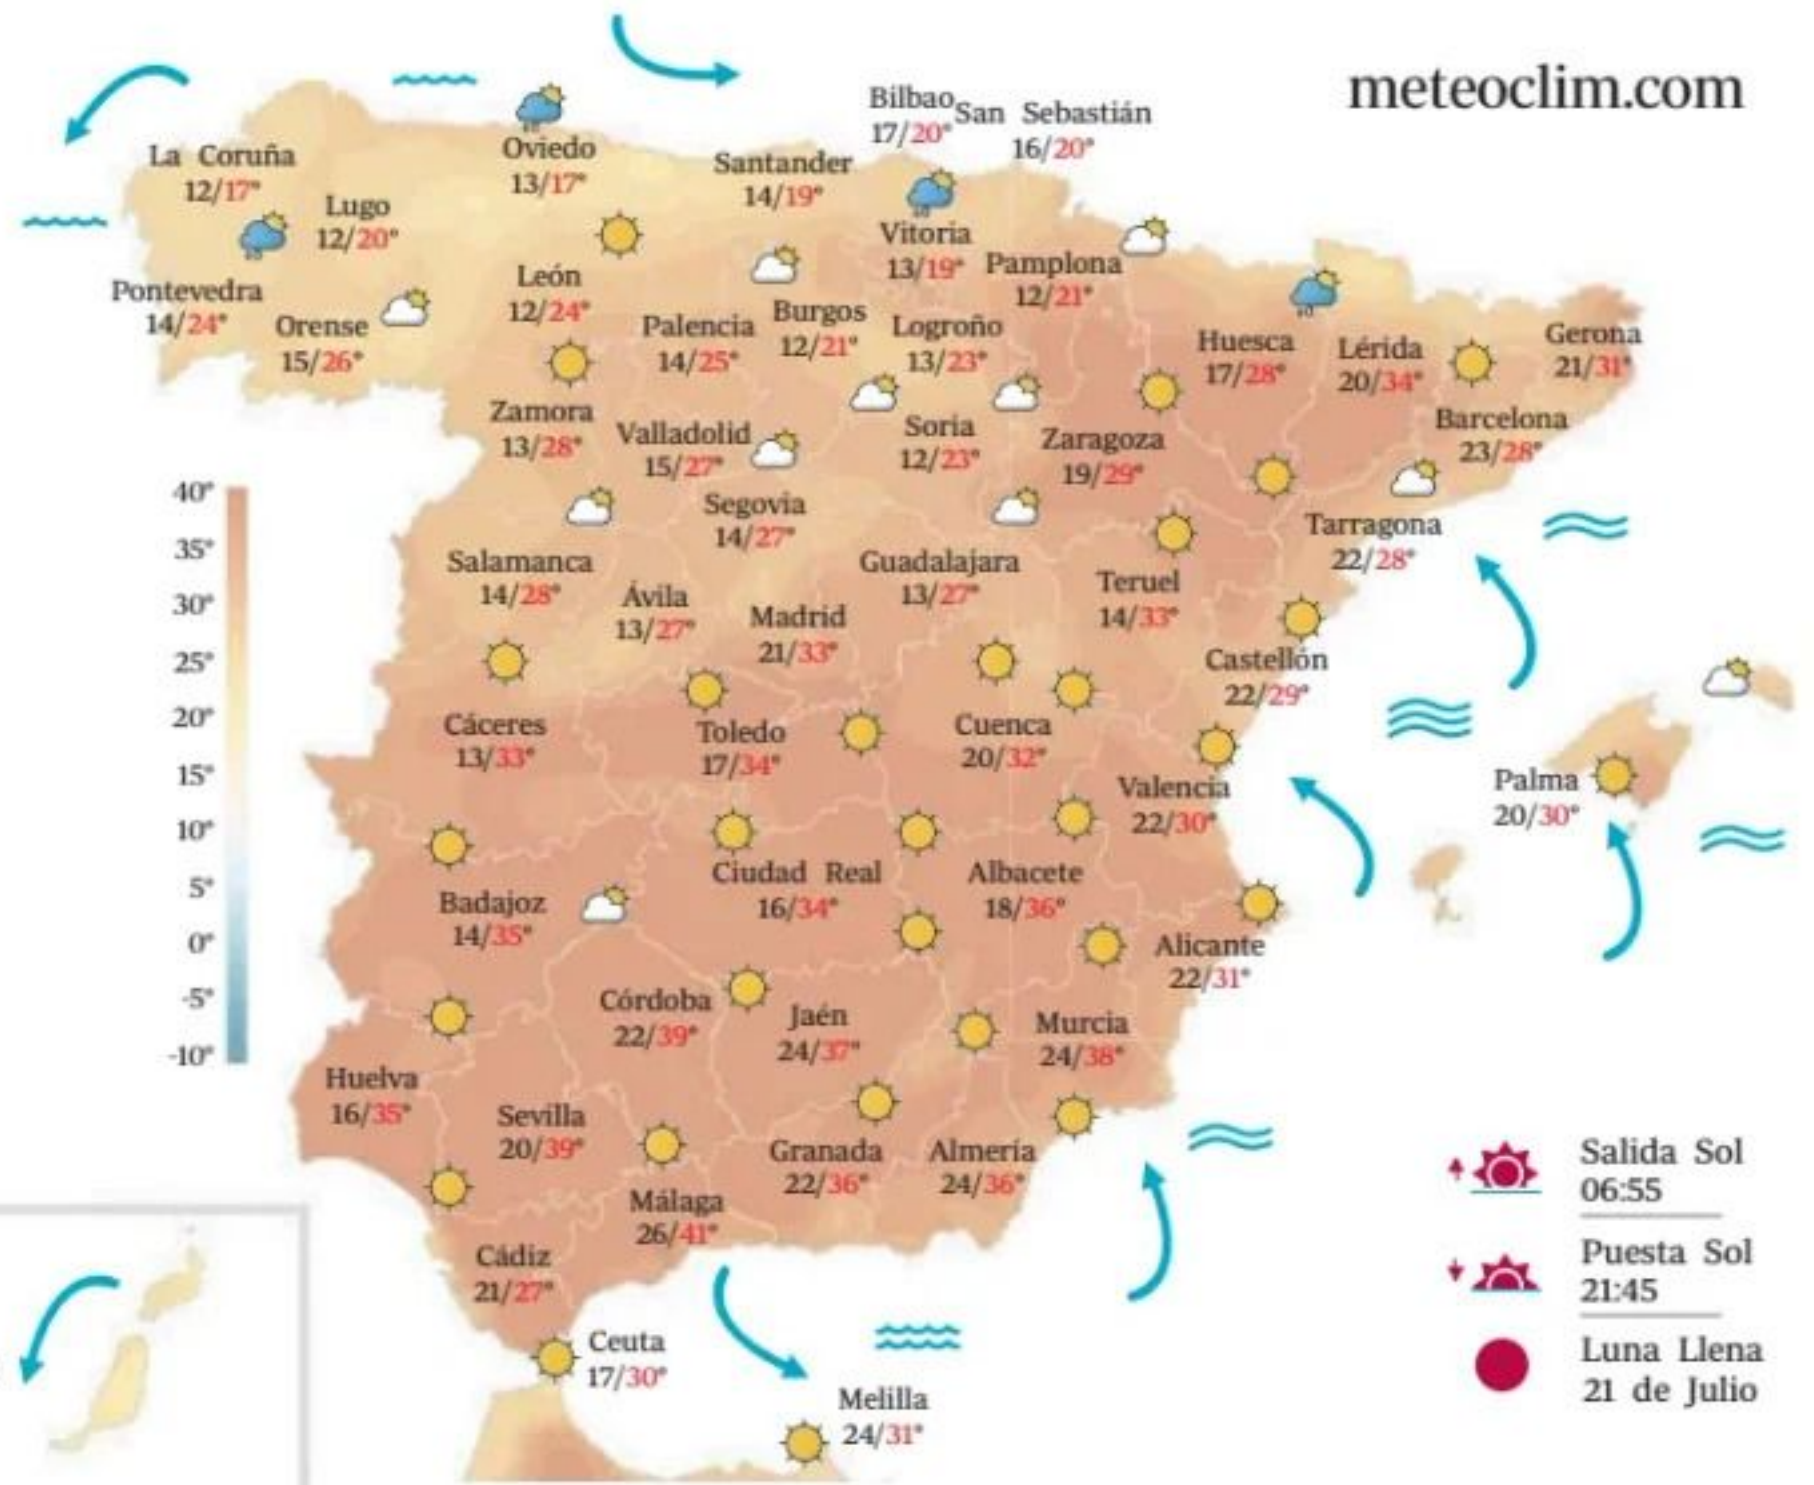 meteoclim.com
Bilbao
17/20°
San Sebastián
16/20°
La Coruña
12/17°
Oviedo
13/17°
Santander
14/19°
Lugo
12/20°
Vitoria
13/19°
Pamplona
12/21°
León
12/24°
Pontevedra
14/24°
Orense
15/26°
Palencia
14/25°
Burgos
12/21°
Logroño
13/23°
Huesca
17/28°
Lérida
20/34°
Gerona
21/31°
Zamora
13/28°
Valladolid
15/27°
Soria
12/23°
Zaragoza
19/29°
Barcelona
23/28°
Segovia
14/27°
Tarragona
22/28°
Salamanca
14/28°
Ávila
13/27°
Madrid
21/33°
Guadalajara
13/27°
Teruel
14/33°
Castellón
22/29°
Cáceres
13/33°
Toledo
17/34°
Cuenca
20/32°
Valencia
22/30°
Palma
20/30°
Ciudad Real
16/34°
Albacete
18/36°
Badajoz
14/35°
Alicante
22/31°
Córdoba
22/39°
Jaén
24/37°
Murcia
24/38°
Huelva
16/35°
Sevilla
20/39°
Granada
22/36°
Almería
24/36°
Málaga
26/41°
Cádiz
21/27°
Ceuta
17/30°
Melilla
24/31°
40°
35°
30°
25°
20°
15°
10°
5°
0°
-5°
-10°
Salida Sol
06:55
Puesta Sol
21:45
Luna Llena
21 de Julio